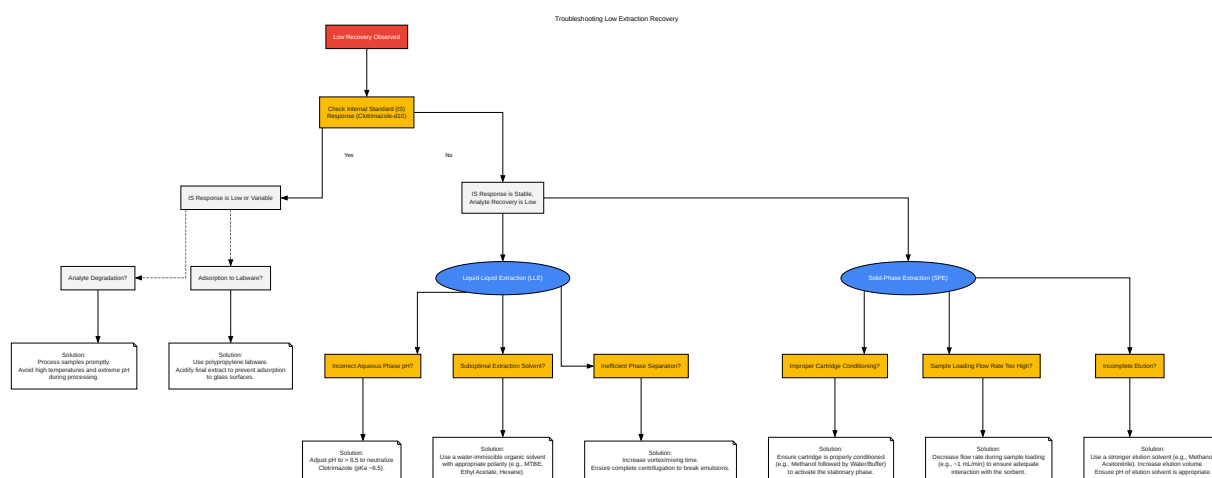 Troubleshooting Low Extraction Recovery
Low Recovery Observed
Check Internal Standard (IS)
Response (Clotrimazole-d10)
Yes
No
IS Response is Low or Variable
IS Response is Stable,
Analyte Recovery is Low
Analyte Degradation?
Adsorption to Labware?
Liquid-Liquid Extraction (LLE)
Solid-Phase Extraction (SPE)
Solution:
Process samples promptly.
Avoid high temperatures and extreme pH
during processing.
Solution:
Use polypropylene labware.
Acidify final extract to prevent adsorption
to glass surfaces.
Incorrect Aqueous Phase pH?
Suboptimal Extraction Solvent?
Inefficient Phase Separation?
Improper Cartridge Conditioning?
Sample Loading Flow Rate Too High?
Incomplete Elution?
Solution:
Adjust pH to > 8.5 to neutralize
Clotrimazole (pKa ~6.5).
Solution:
Use a water-immiscible organic solvent
with appropriate polarity (e.g., MTBE,
Ethyl Acetate, Hexane).
Solution:
Increase vortex/mixing time.
Ensure complete centrifugation to break emulsions.
Solution:
Ensure cartridge is properly conditioned
(e.g., Methanol followed by Water/Buffer)
to activate the stationary phase.
Solution:
Decrease flow rate during sample loading
(e.g., ~1 mL/min) to ensure adequate
interaction with the sorbent.
Solution:
Use a stronger elution solvent (e.g., Methano
Acetonitrile). Increase elution volume.
Ensure pH of elution solvent is appropriate.